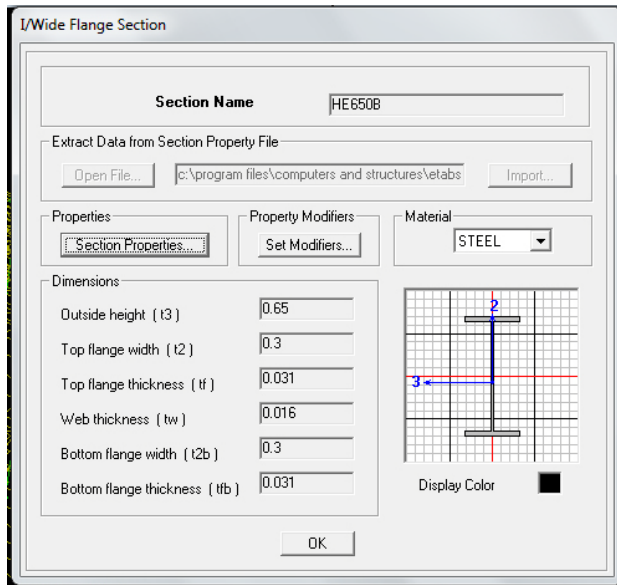 I/Wide Flange Section
Section Name HE650B
Extract Data from Section Property File
Open File... c:\program files\computers and structures\etabs Import...
Properties Property Modifiers Material
Section Properties... Set Modifiers... STEEL
Dimensions
Outside height ( t3 ) 0.65
Top flange width ( t2 ) 0.3
Top flange thickness ( tf ) 0.031
Web thickness ( tw ) 0.016
Bottom flange width ( t2b ) 0.3
Bottom flange thickness ( tfb ) 0.031
2
3
Display Color
OK